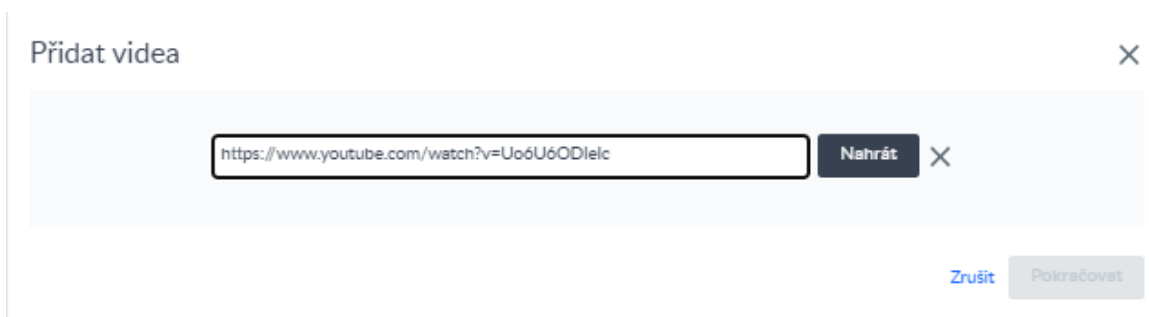 Přidat videa
https://www.youtube.com/watch?v=Uo6U6ODlelc
Nahrát
Zrušit
Pokračovat